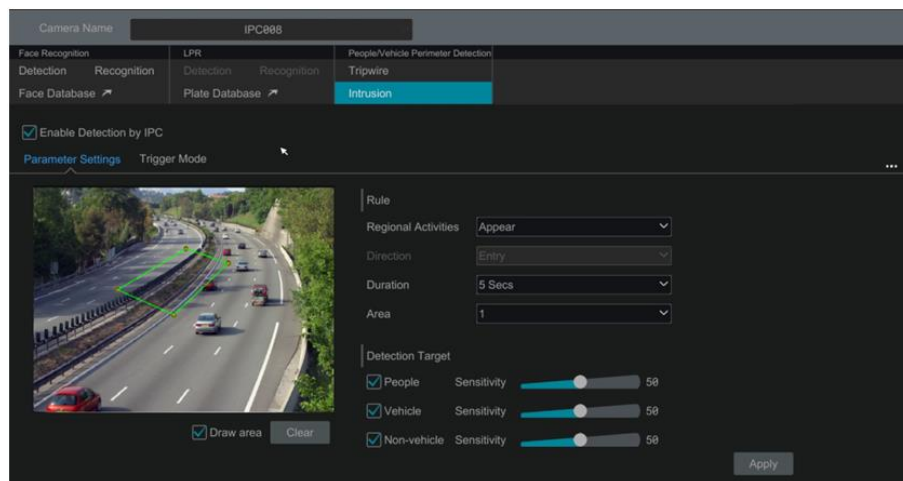 Camera Name IPC008
Face Recognition LPR People/Vehicle Perimeter Detection
Detection Recognition Detection Recognition Tripwire
Face Database Plate Database Intrusion
Enable Detection by IPC
Parameter Settings Trigger Mode
...
Rule
Regional Activities Appear
Direction Entry
Duration 5 Secs
Area 1
Detection Target
People Sensitivity 50
Vehicle Sensitivity 50
Non-vehicle Sensitivity 50
Draw area Clear
Apply